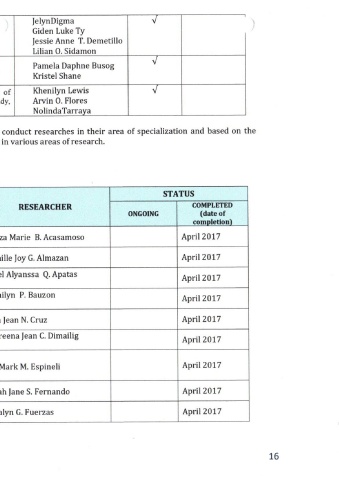 JelynDigma √
Giden Luke Ty
Jessie Anne T. Demetillo
Lilian O. Sidamon
Pamela Daphne Busog √
Kristel Shane
of Khenilyn Lewis √
dy, Arvin O. Flores
NolindaTarraya
conduct researches in their area of specialization and based on the
in various areas of research.
STATUS
RESEARCHER
ONGOING
COMPLETED
(date of
completion)
za Marie B. Acasamoso April 2017
ille Joy G. Almazan April 2017
el Alyanssa Q. Apatas April 2017
ailyn P. Bauzon April 2017
Jean N. Cruz April 2017
reena Jean C. Dimailig April 2017
Mark M. Espineli April 2017
ah Jane S. Fernando April 2017
alyn G. Fuerzas April 2017
16